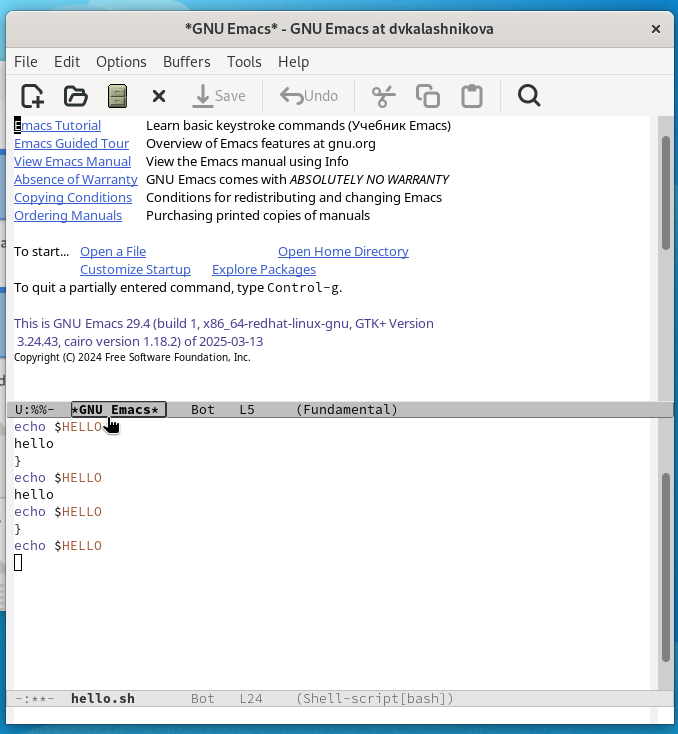 *GNU Emacs* - GNU Emacs at dvkalashnikova
File Edit Options Buffers Tools Help
Save Undo
Emacs Tutorial Learn basic keystroke commands (Учебник Emacs)
Emacs Guided Tour Overview of Emacs features at gnu.org
View Emacs Manual View the Emacs manual using Info
Absence of Warranty GNU Emacs comes with ABSOLUTELY NO WARRANTY
Copying Conditions Conditions for redistributing and changing Emacs
Ordering Manuals Purchasing printed copies of manuals
To start... Open a File Open Home Directory
Customize Startup Explore Packages
To quit a partially entered command, type Control-g.
This is GNU Emacs 29.4 (build 1, x86_64-redhat-linux-gnu, GTK+ Version
3.24.43, cairo version 1.18.2) of 2025-03-13
Copyright (C) 2024 Free Software Foundation, Inc.
U:%%- *GNU Emacs* Bot L5 (Fundamental)
echo $HELLO
hello
}
echo $HELLO
hello
echo $HELLO
}
echo $HELLO
-:**- hello.sh Bot L24 (Shell-script[bash])